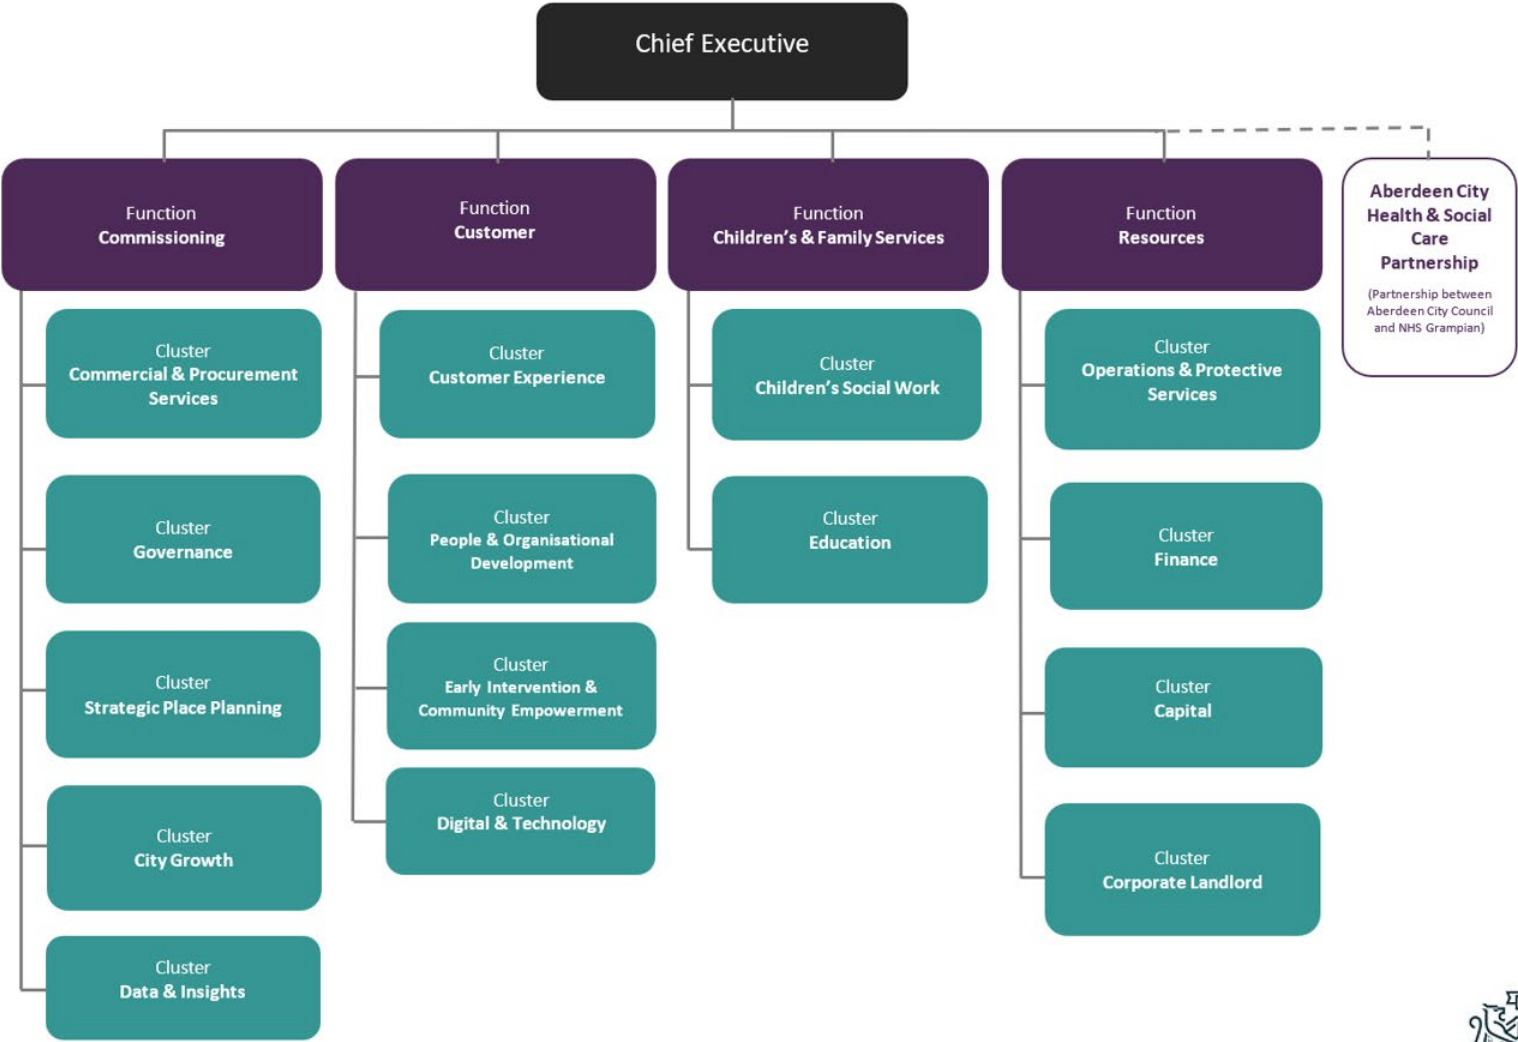 Chief Executive
Function
Commissioning
Cluster
Commercial & Procurement
Services
Cluster
Governance
Cluster
Strategic Place Planning
Cluster
City Growth
Cluster
Data & Insights
Function
Customer
Cluster
Customer Experience
Cluster
People & Organisational
Development
Cluster
Early Intervention &
Community Empowerment
Cluster
Digital & Technology
Function
Children’s & Family Services
Cluster
Children’s Social Work
Cluster
Education
Function
Resources
Cluster
Operations & Protective
Services
Cluster
Finance
Cluster
Capital
Cluster
Corporate Landlord
Aberdeen City
Health & Social
Care
Partnership
(Partnership between
Aberdeen City Council
and NHS Grampian)